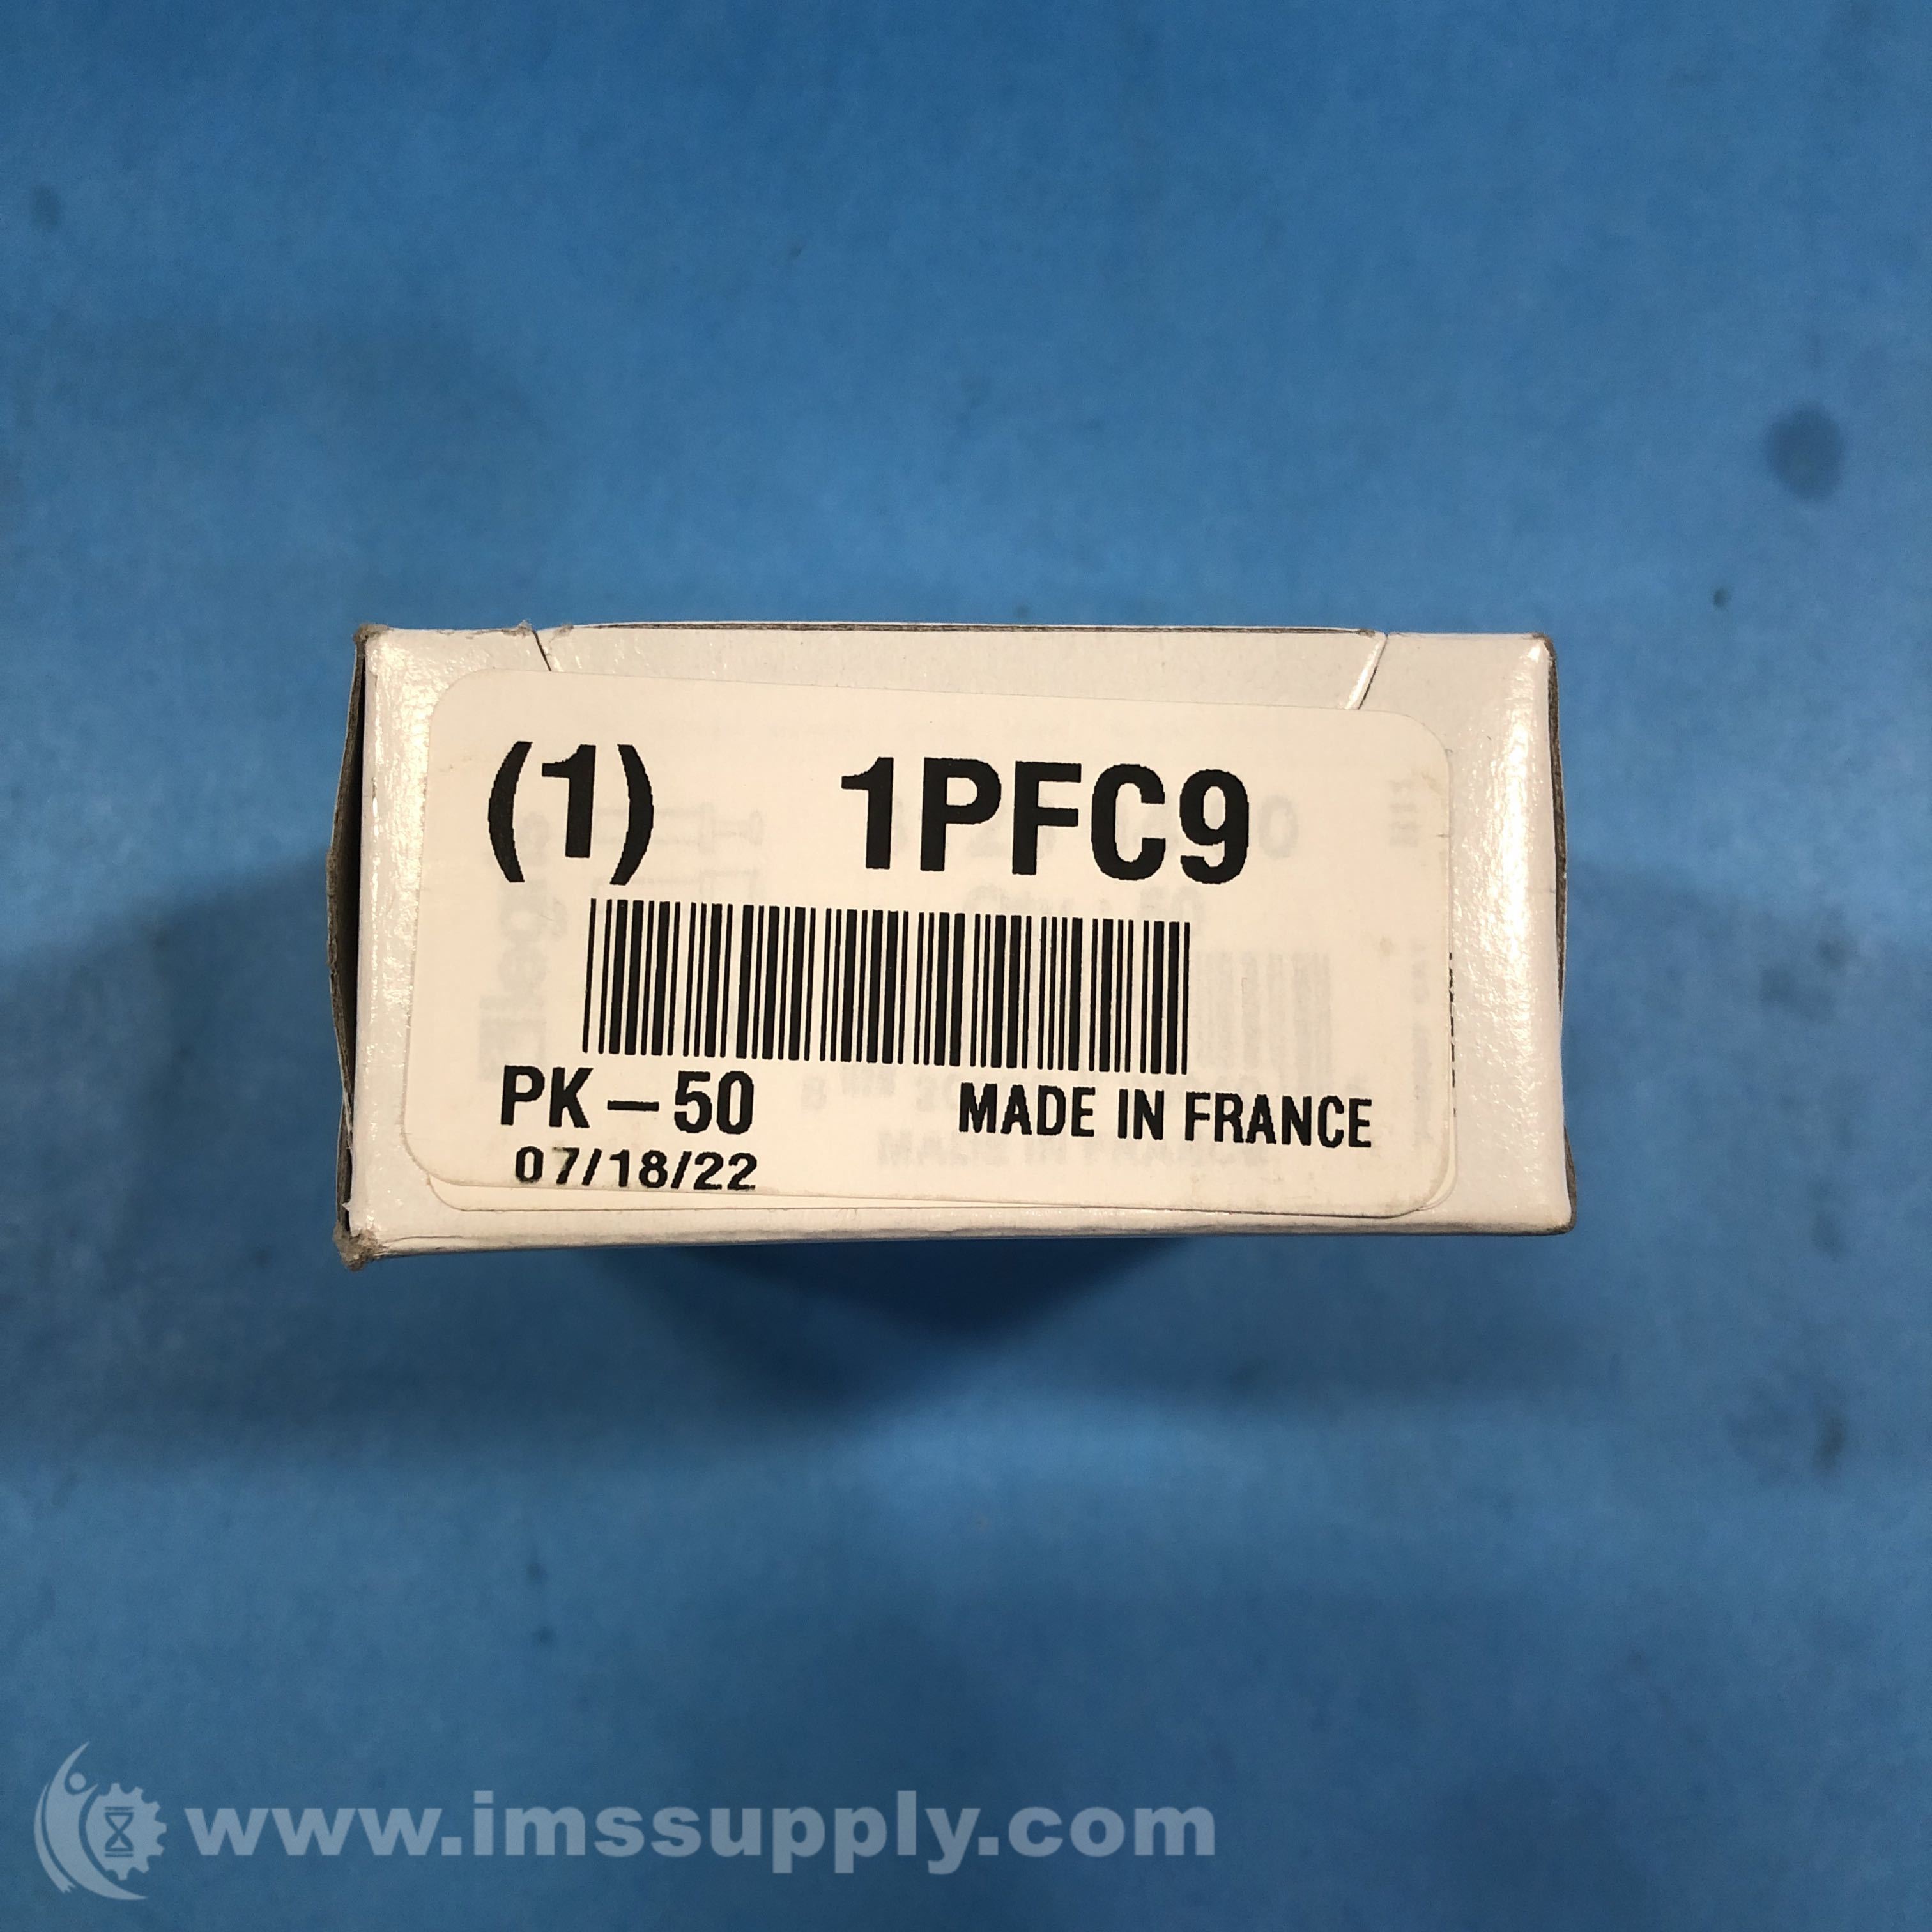 (1) 1PFC9
PK-50 MADE IN FRANCE
07/18/22
www.imssupply.com